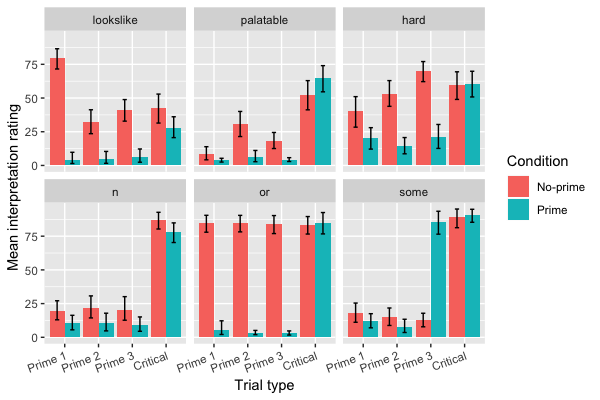 lookslike palatable hard
75
50
25
0
n or some
75
50
25
0
Prime 1 Prime 2 Prime 3 Critical Prime 1 Prime 2 Prime 3 Critical Prime 1 Prime 2 Prime 3 Critical
Trial type
Mean interpretation rating
Condition
No-prime
Prime